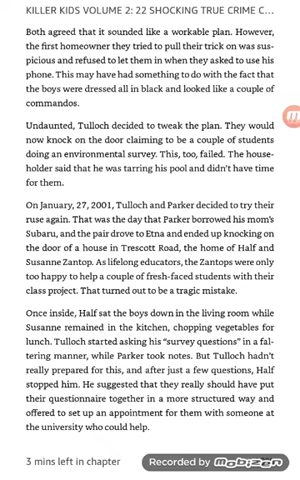 KILLER KIDS VOLUME 2: 22 SHOCKING TRUE CRIME C...
Both agreed that it sounded like a workable plan. However,
the first homeowner they tried to pull their trick on was sus-
picious and refused to let them in when they asked to use his
phone. This may have had something to do with the fact that
the boys were dressed all in black and looked like a couple of
commandos.
Undaunted, Tulloch decided to tweak the plan. They would
now knock on the door claiming to be a couple of students
doing an environmental survey. This, too, failed. The house-
holder said that he was tarring his pool and didn't have time
for them.
On January, 27, 2001, Tulloch and Parker decided to try their
ruse again. That was the day that Parker borrowed his mom's
Subaru, and the pair drove to Etna and ended up knocking on
the door of a house in Trescott Road, the home of Half and
Susanne Zantop. As lifelong educators, the Zantops were only
too happy to help a couple of fresh-faced students with their
class project. That turned out to be a tragic mistake.
Once inside, Half sat the boys down in the living room while
Susanne remained in the kitchen, chopping vegetables for
lunch. Tulloch started asking his "survey questions" in a fal-
tering manner, while Parker took notes. But Tulloch hadn't
really prepared for this, and after just a few questions, Half
stopped him. He suggested that they really should have put
their questionnaire together in a more structured way and
offered to set up an appointment for them with someone at
the university who could help.
3 mins left in chapter
Recorded by mobizen